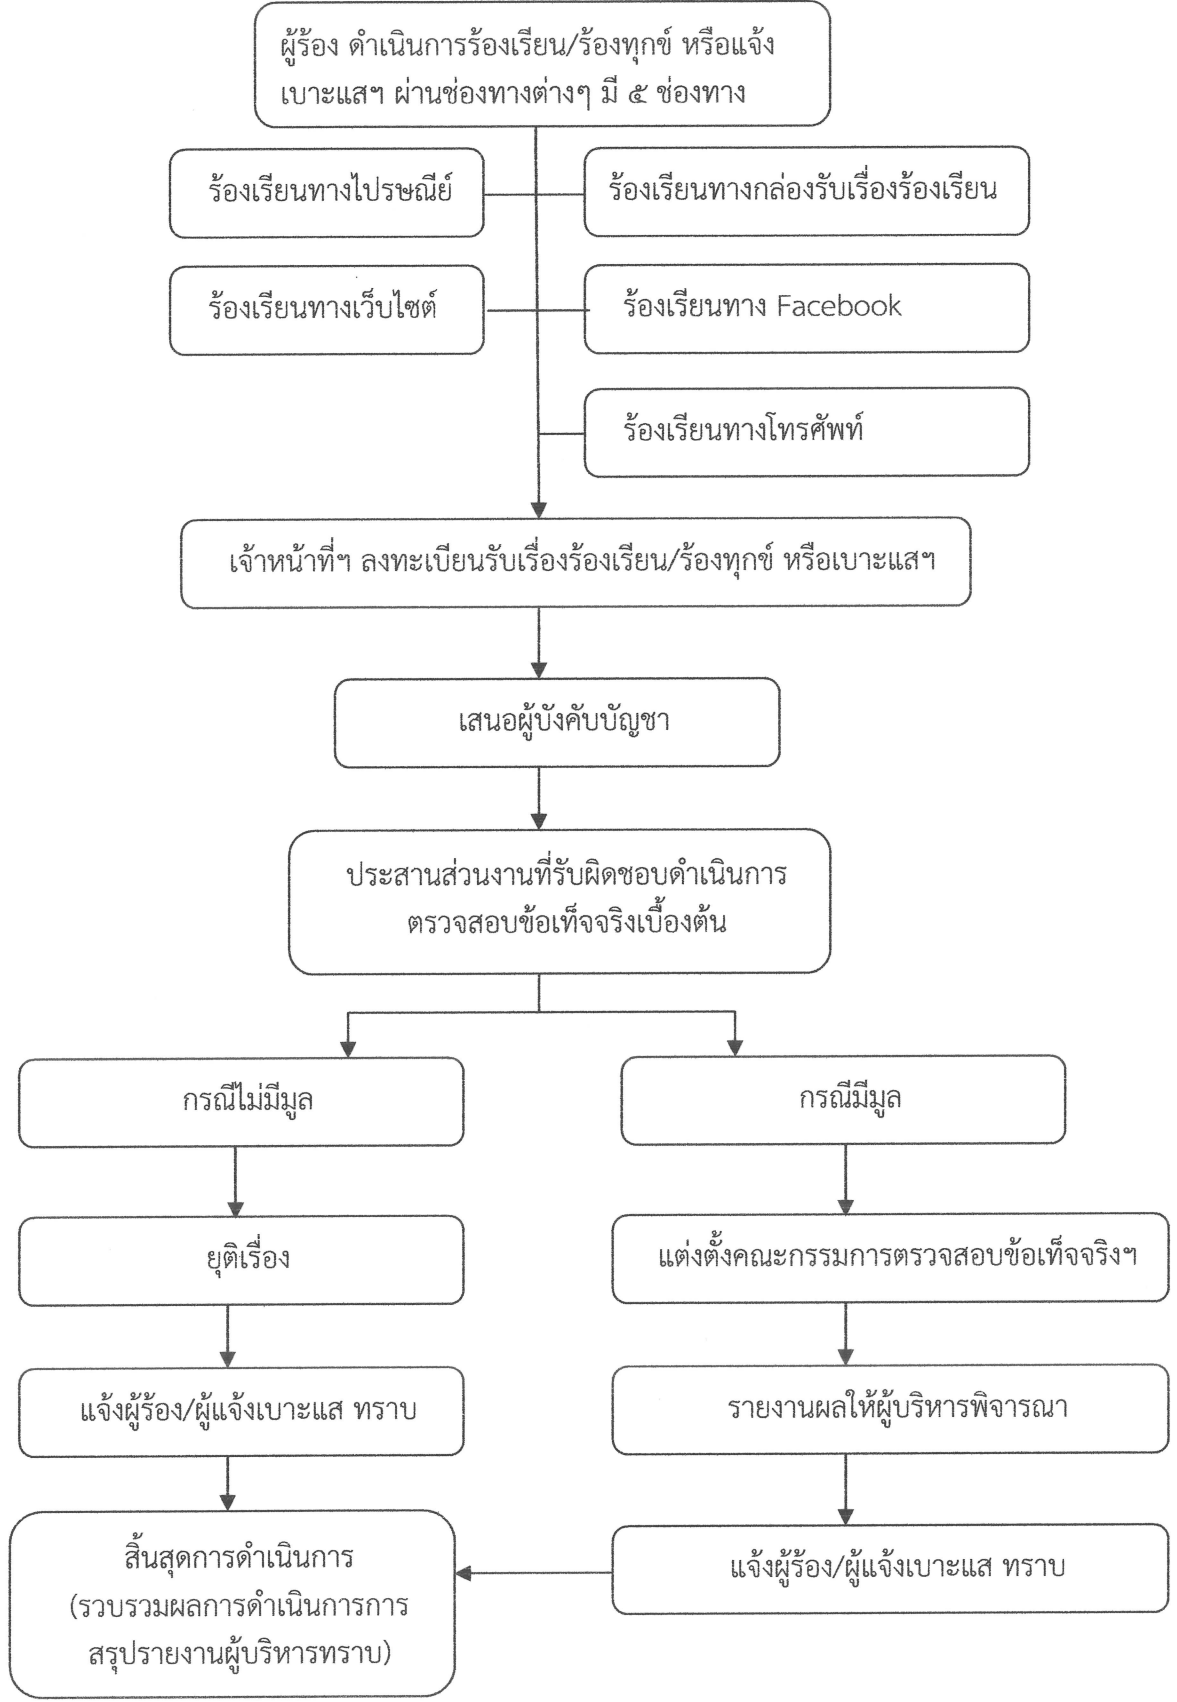 ผู้ร้อง ดำเนินการร้องเรียน/ร้องทุกข์ หรือแจ้ง
เบาะแสฯ ผ่านช่องทางต่างๆ มี ๕ ช่องทาง
ร้องเรียนทางไปรษณีย์
ร้องเรียนทางกล่องรับเรื่องร้องเรียน
ร้องเรียนทางเว็บไซต์
ร้องเรียนทาง Facebook
ร้องเรียนทางโทรศัพท์
เจ้าหน้าที่ฯ ลงทะเบียนรับเรื่องร้องเรียน/ร้องทุกข์ หรือเบาะแสฯ
เสนอผู้บังคับบัญชา
ประสานส่วนงานที่รับผิดชอบดำเนินการ
ตรวจสอบข้อเท็จจริงเบื้องต้น
กรณีไม่มีมูล
กรณีมีมูล
ยุติเรื่อง
แต่งตั้งคณะกรรมการตรวจสอบข้อเท็จจริงฯ
แจ้งผู้ร้อง/ผู้แจ้งเบาะแส ทราบ
รายงานผลให้ผู้บริหารพิจารณา
สิ้นสุดการดำเนินการ
(รวบรวมผลการดำเนินการการ
สรุปรายงานผู้บริหารทราบ)
แจ้งผู้ร้อง/ผู้แจ้งเบาะแส ทราบ